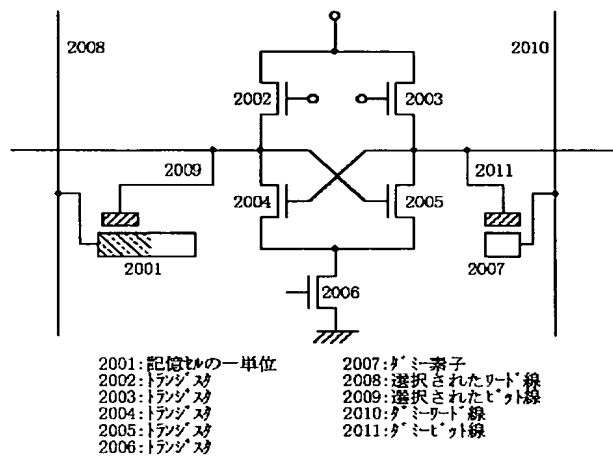 2008
2010
2002
2003
2009
2011
2004
2005
2001
2007
2006
2001:記憶ｾﾙの一単位
2002:ﾄﾗﾝｼﾞｽﾀ
2003:ﾄﾗﾝｼﾞｽﾀ
2004:ﾄﾗﾝｼﾞｽﾀ
2005:ﾄﾗﾝｼﾞｽﾀ
2006:ﾄﾗﾝｼﾞｽﾀ
2007:ﾀﾞﾐｰ素子
2008:選択されたﾜｰﾄﾞ線
2009:選択されたﾋﾞｯﾄ線
2010:ﾀﾞﾐｰﾜｰﾄﾞ線
2011:ﾀﾞﾐｰﾋﾞｯﾄ線